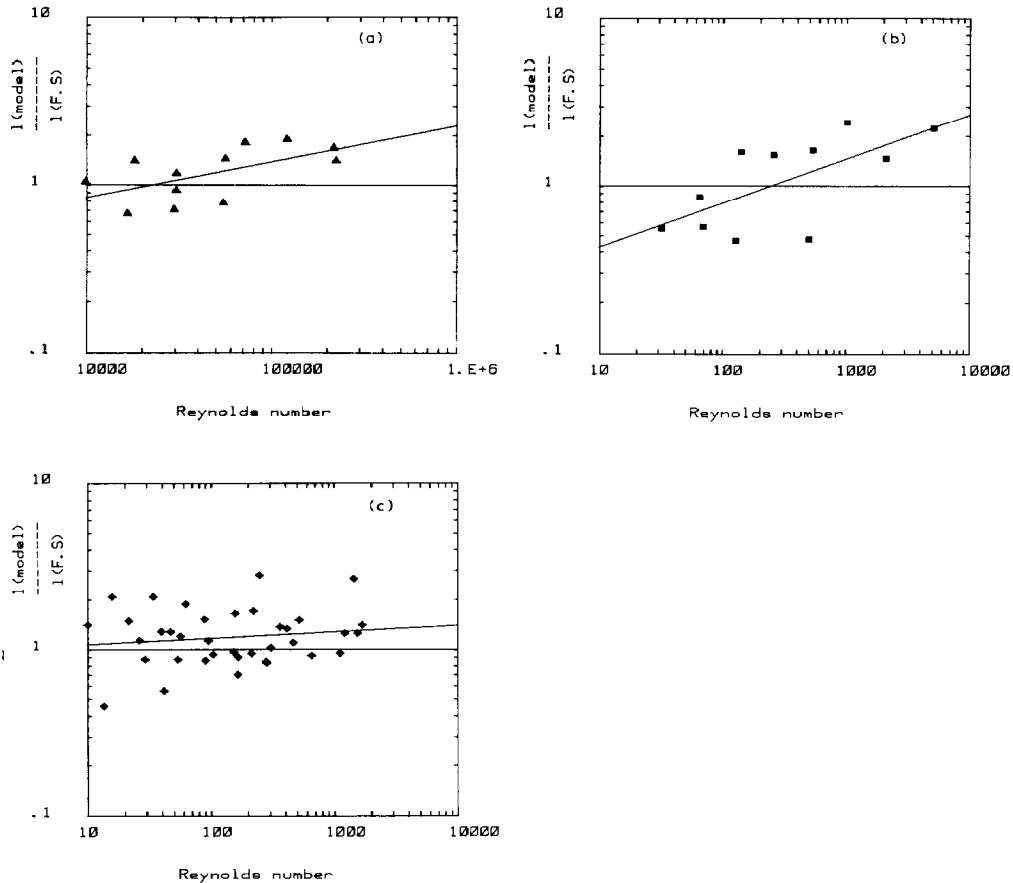 10
(a)
l(model)
------
l(F.S)
1
.1
10000
100000
1.E+6
Reynolds number
10
(b)
l(model)
------
l(F.S)
1
.1
10
100
1000
10000
Reynolds number
10
(c)
l(model)
------
l(F.S)
1
~
.1
10
100
1000
10000
Reynolds number